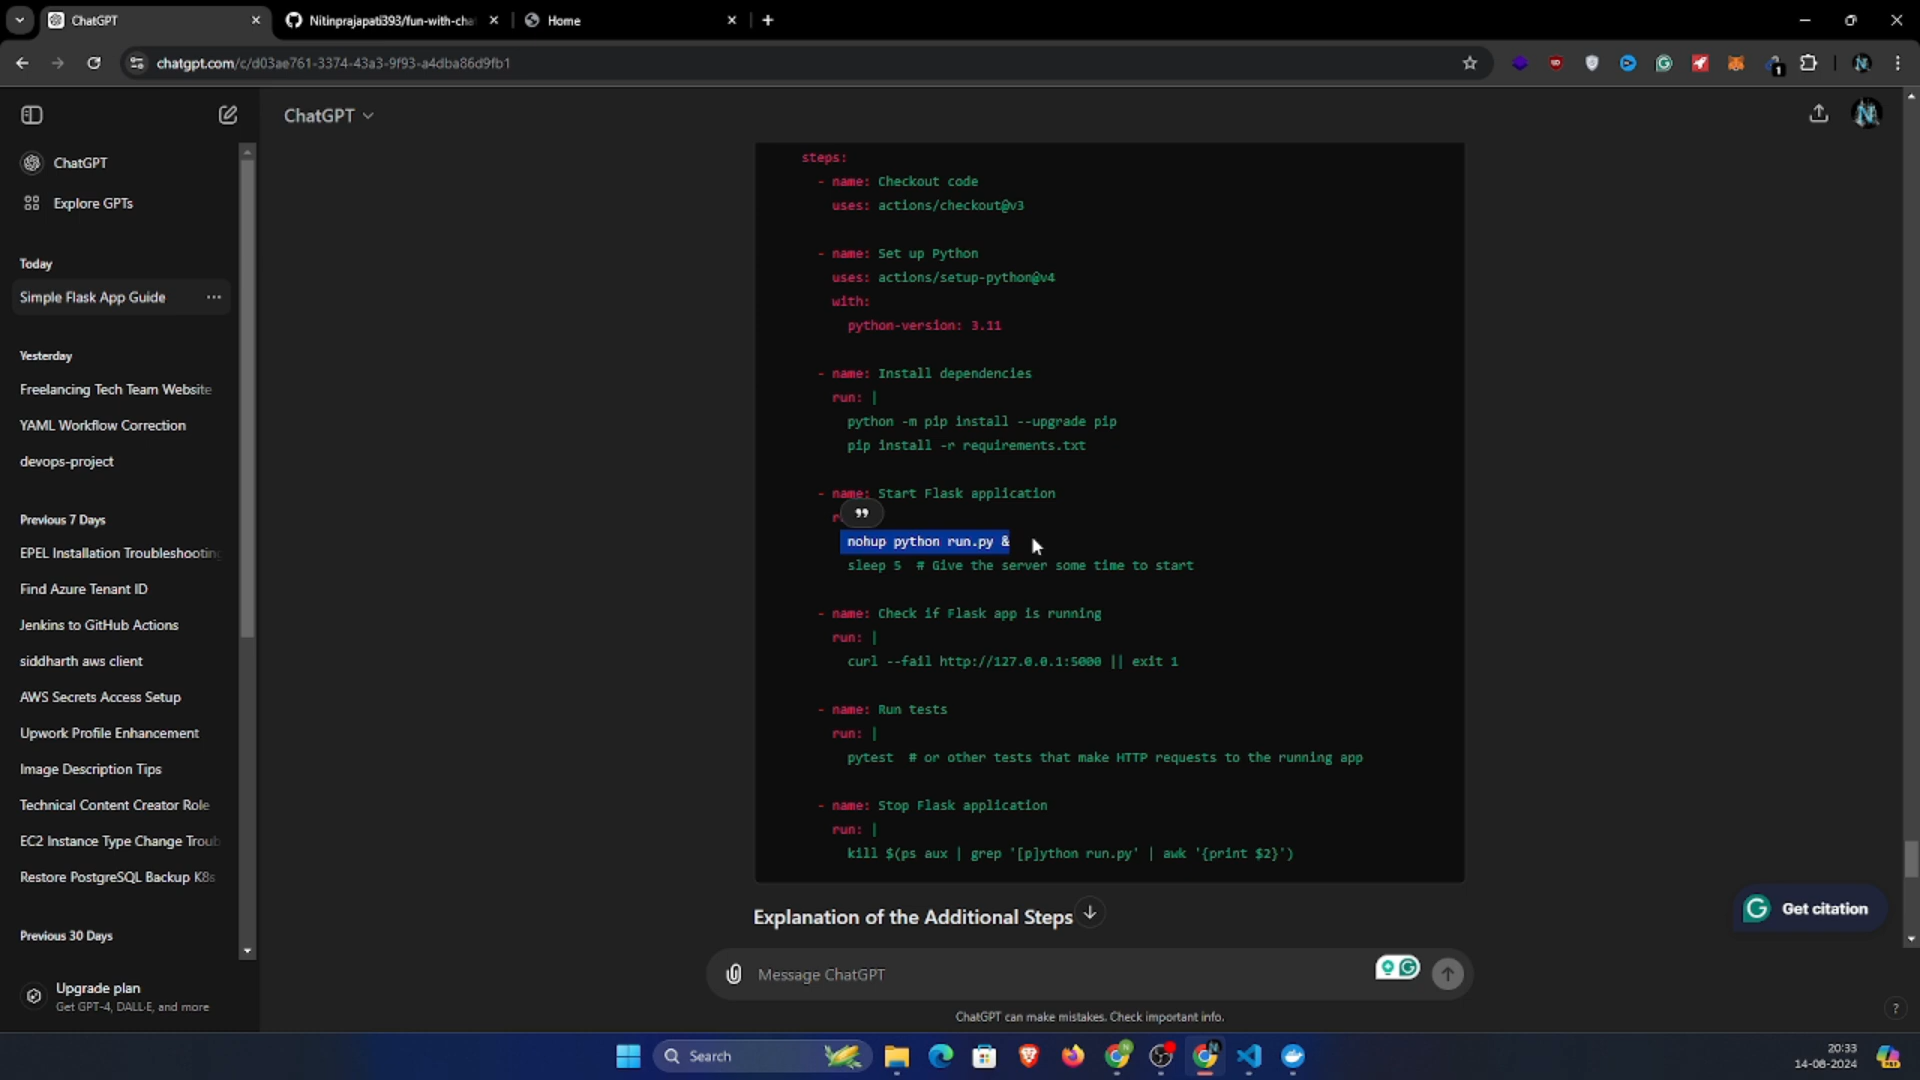 ChatGPT
Nitinprajapati393/fun-with-cha
Home
chatgpt.com/c/d03ae761-3374-43a3-9f93-a4dba86d9fb1
1
ChatGPT
ChatGPT
Explore GPTs
Today
Simple Flask App Guide
Yesterday
Freelancing Tech Team Website
YAML Workflow Correction
devops-project
Previous 7 Days
EPEL Installation Troubleshooting
Find Azure Tenant ID
Jenkins to GitHub Actions
siddharth aws client
AWS Secrets Access Setup
Upwork Profile Enhancement
Image Description Tips
Technical Content Creator Role
EC2 Instance Type Change Troub
Restore PostgreSQL Backup K8s
Previous 30 Days
Upgrade plan
Get GPT-4, DALL·E, and more
steps:
- name: Checkout code
uses: actions/checkout@v3
- name: Set up Python
uses: actions/setup-python@v4
with:
python-version: 3.11
- name: Install dependencies
run: |
python -m pip install --upgrade pip
pip install -r requirements.txt
- name: Start Flask application
nohup python run.py &
sleep 5 # Give the server some time to start
- name: Check if Flask app is running
run: |
curl --fail http://127.0.0.1:5000 || exit 1
- name: Run tests
run: |
pytest # or other tests that make HTTP requests to the running app
- name: Stop Flask application
run: |
kill $(ps aux | grep '[p]ython run.py' | awk '{print $2}')
Explanation of the Additional Steps
Get citation
Message ChatGPT
ChatGPT can make mistakes. Check important info.
?
Search
20:33
14-08-2024